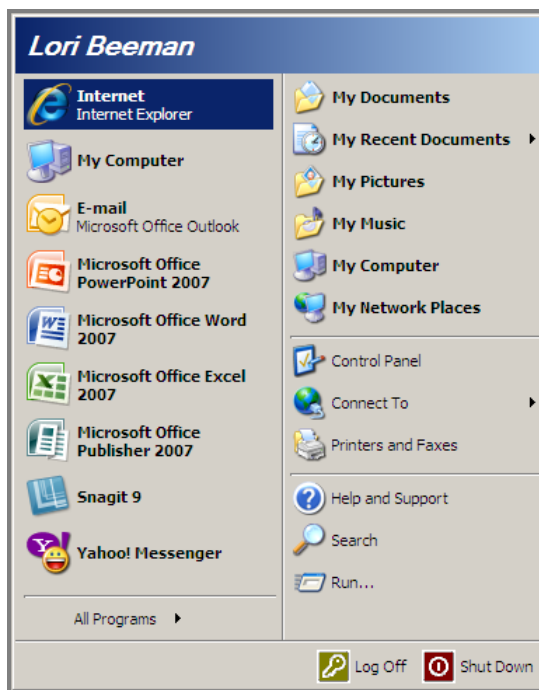 Lori Beeman
Internet
Internet Explorer
My Computer
E-mail
Microsoft Office Outlook
Microsoft Office
PowerPoint 2007
Microsoft Office Word
2007
Microsoft Office Excel
2007
Microsoft Office
Publisher 2007
Snagit 9
Yahoo! Messenger
All Programs
My Documents
My Recent Documents
My Pictures
My Music
My Computer
My Network Places
Control Panel
Connect To
Printers and Faxes
Help and Support
Search
Run...
Log Off
Shut Down